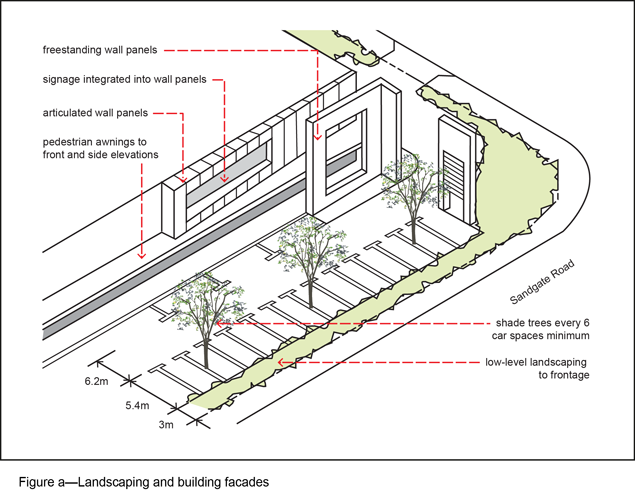 freestanding wall panels
signage integrated into wall panels
articulated wall panels
pedestrian awnings to
front and side elevations
Sandgate Road
shade trees every 6
car spaces minimum
low-level landscaping
to frontage
6.2m
5.4m
3m
Figure a—Landscaping and building facades